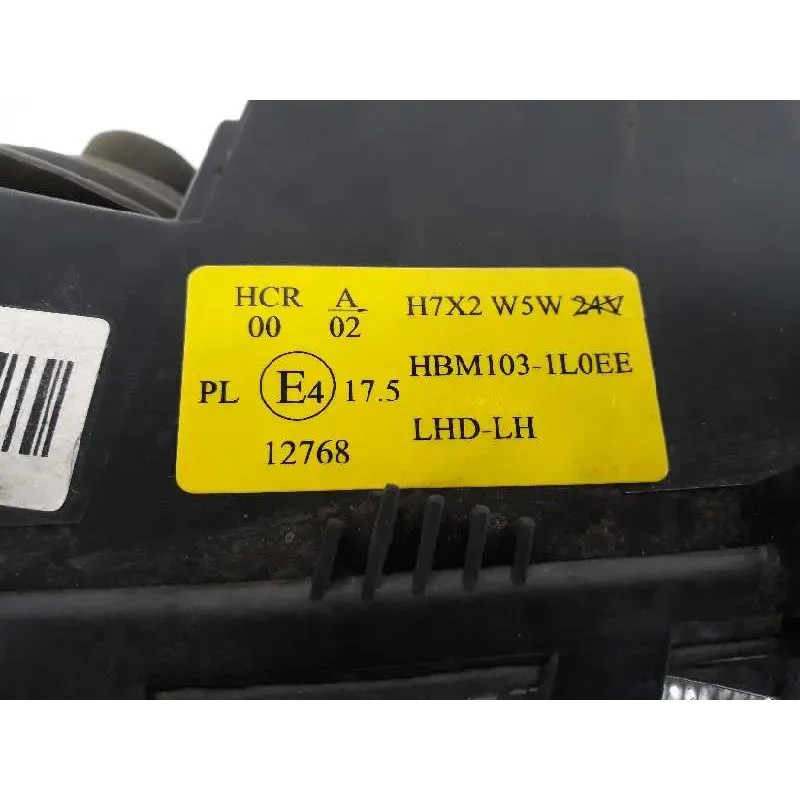 HCR A H7X2 W5W 24V
00 02
PL E4 17.5 HBM103-1L0EE
12768 LHD-LH